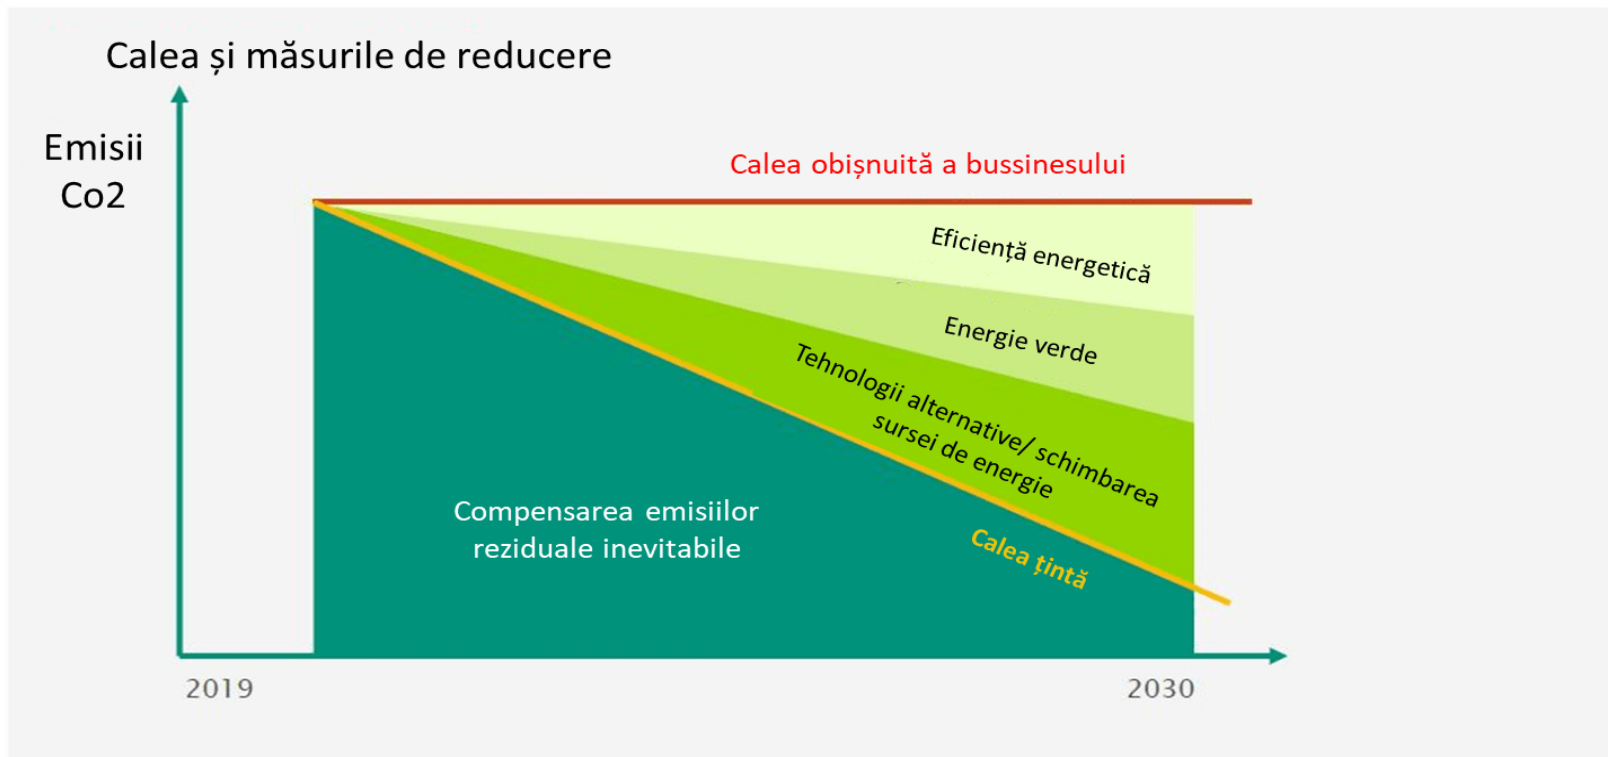 Calea și măsurile de reducere
Emisii
Co2
Calea obișnuită a bussinesului
Eficiență energetică
Energie verde
Tehnologii alternative/ schimbarea
sursei de energie
Compensarea emisiilor
reziduale inevitabile
Calea țintă
2019
2030